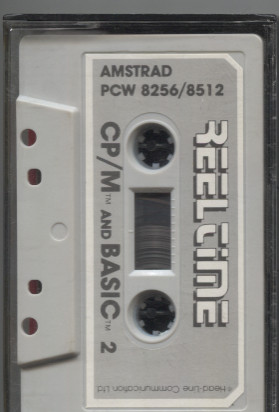 AMSTRAD
PCW 8256/8512
REELTIME
CP/M™ AND BASIC™ 2
© Head-Line Communication Ltd